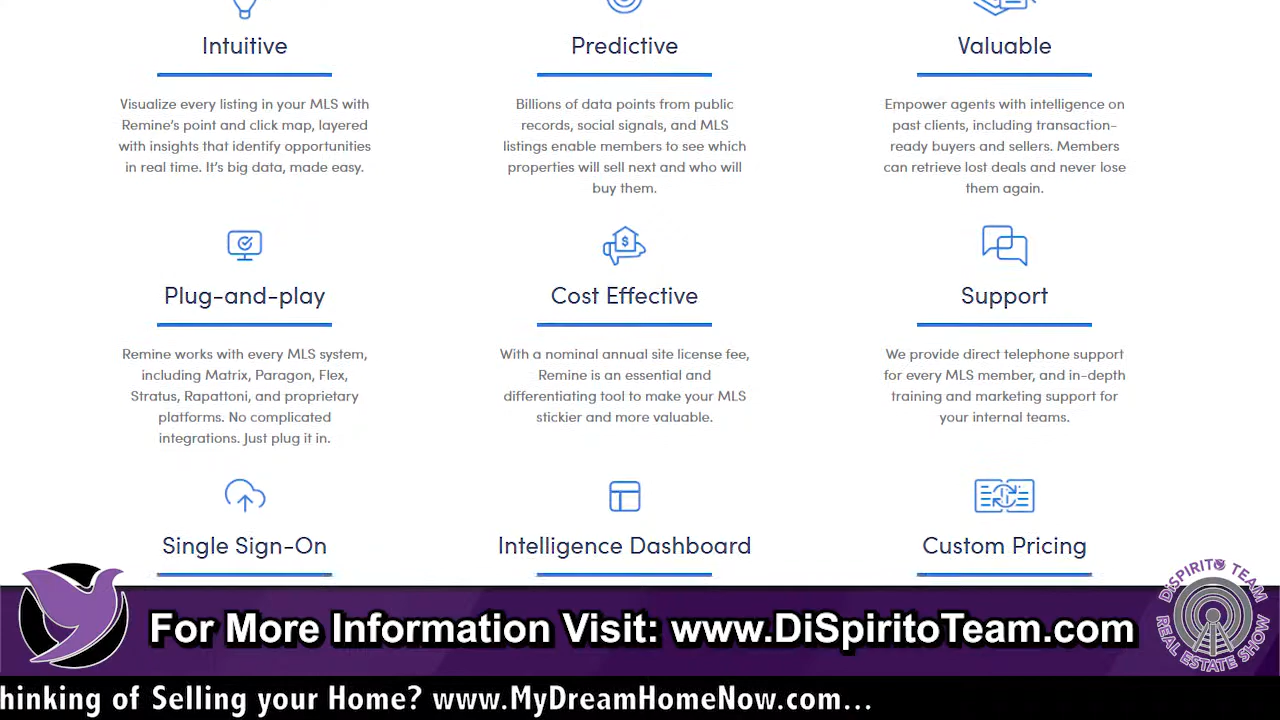 Intuitive
Predictive
Valuable
Visualize every listing in your MLS with
Remine's point and click map, layered
with insights that identify opportunities
in real time. It's big data, made easy.
Billions of data points from public
records, social signals, and MLS
listings enable members to see which
properties will sell next and who will
buy them.
Empower agents with intelligence on
past clients, including transaction-
ready buyers and sellers. Members
can retrieve lost deals and never lose
them again.
$
Plug-and-play
Cost Effective
Support
Remine works with every MLS system,
including Matrix, Paragon, Flex,
Stratus, Rapattoni, and proprietary
platforms. No complicated
integrations. Just plug it in.
With a nominal annual site license fee,
Remine is an essential and
differentiating tool to make your MLS
stickier and more valuable.
We provide direct telephone support
for every MLS member, and in-depth
training and marketing support for
your internal teams.
Single Sign-On
Intelligence Dashboard
Custom Pricing
For More Information Visit: www.DiSpiritoTeam.com
DISPIRITO TEAM
REAL ESTATE SHOW
hinking of Selling your Home? www.MyDreamHomeNow.com...